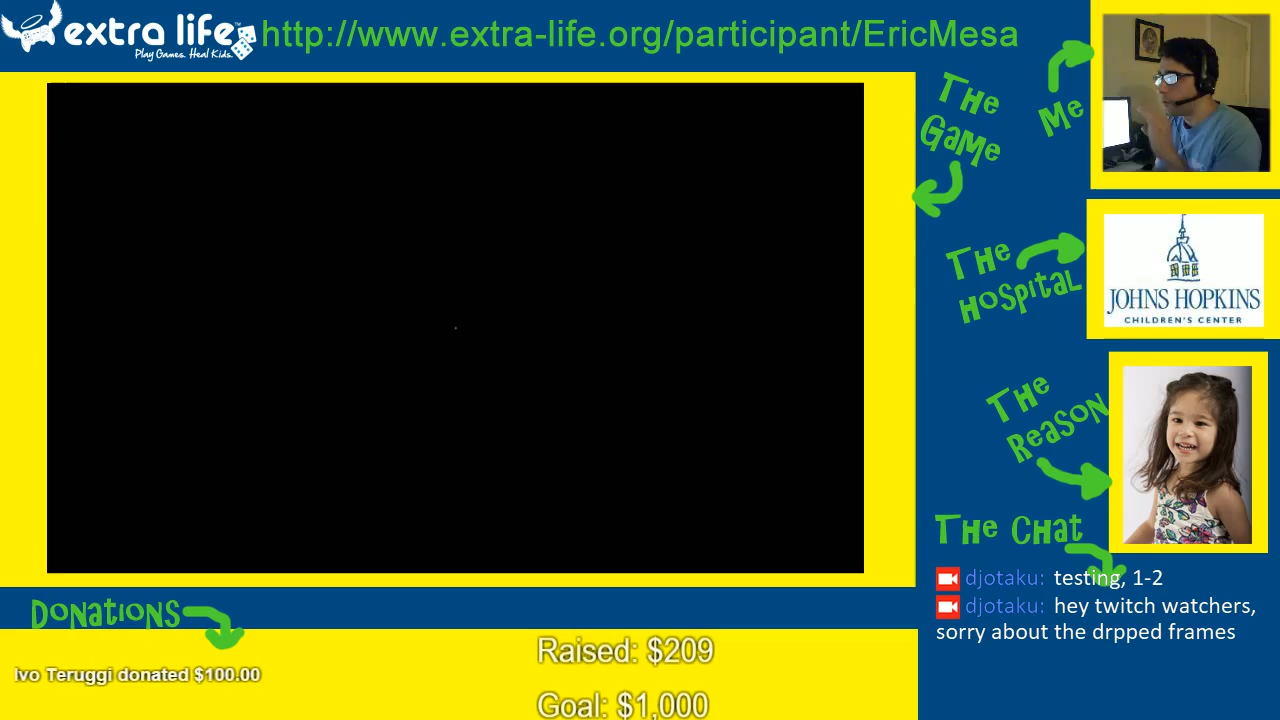 extra life
Play Games. Heal Kids.
http://www.extra-life.org/participant/EricMesa
THE
GAME
ME
THE
HOSPITAL
JOHNS HOPKINS
CHILDREN'S CENTER
THE
REASON
THE CHAT
djotaku: testing, 1-2
djotaku: hey twitch watchers,
sorry about the drpped frames
DONATIONS
Ivo Teruggi donated $100.00
Raised: $209
Goal: $1,000